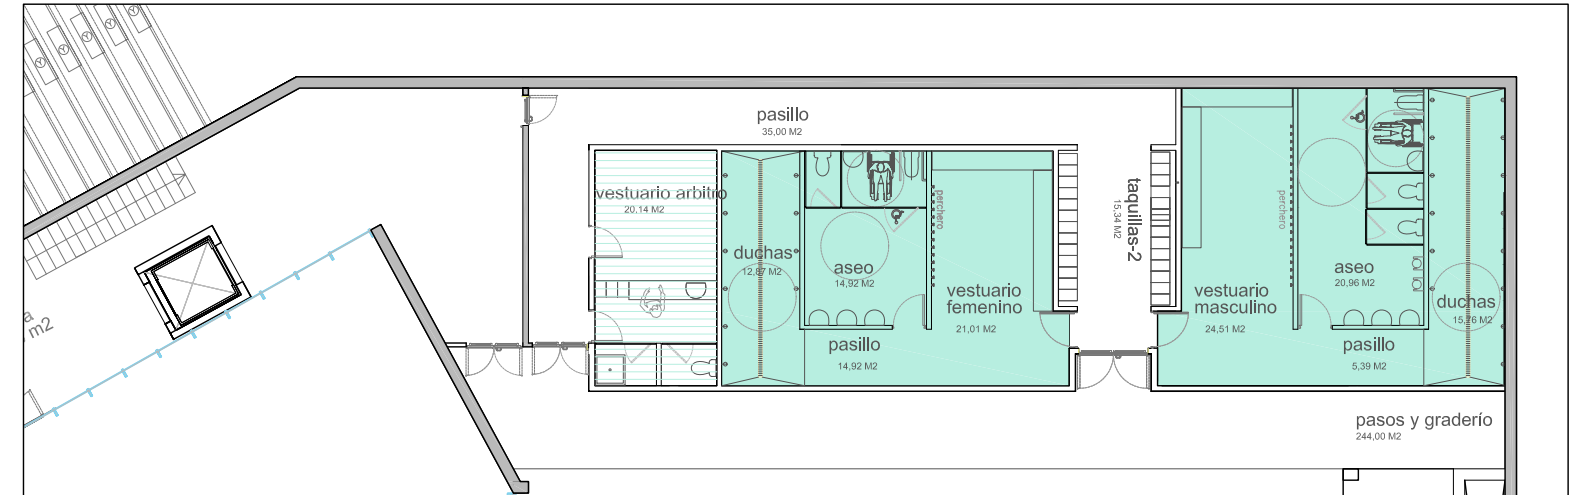 pasillo
35,00 M2
vestuario arbitro
20,14 M2
duchas
12,87 M2
aseo
14,92 M2
perchero
vestuario
femenino
21,01 M2
pasillo
14,92 M2
taquillas-2
15,34 M2
vestuario
masculino
24,51 M2
perchero
aseo
20,96 M2
duchas
15,76 M2
pasillo
5,39 M2
pasos y graderío
244,00 M2
a
m2